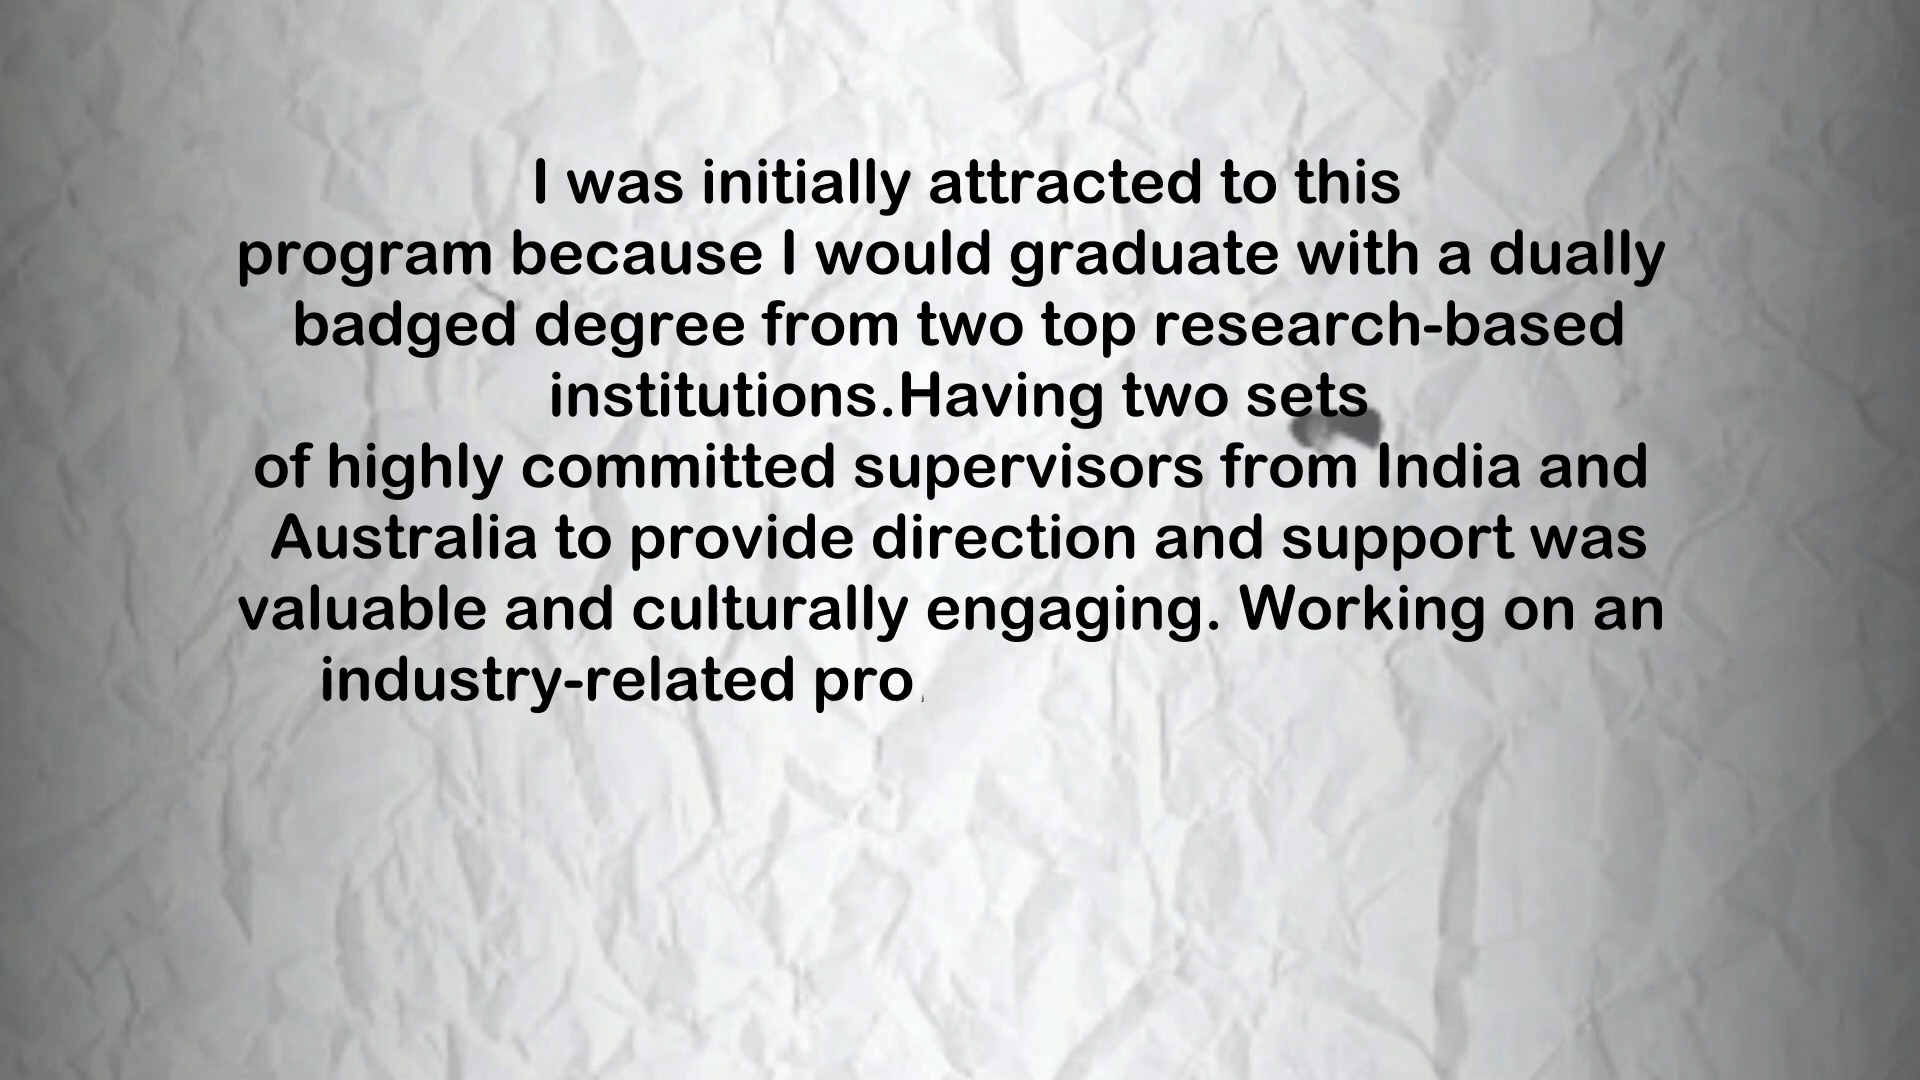 I was initially attracted to this
program because I would graduate with a dually
badged degree from two top research-based
institutions.Having two sets
of highly committed supervisors from India and
Australia to provide direction and support was
valuable and culturally engaging. Working on an
industry-related pro